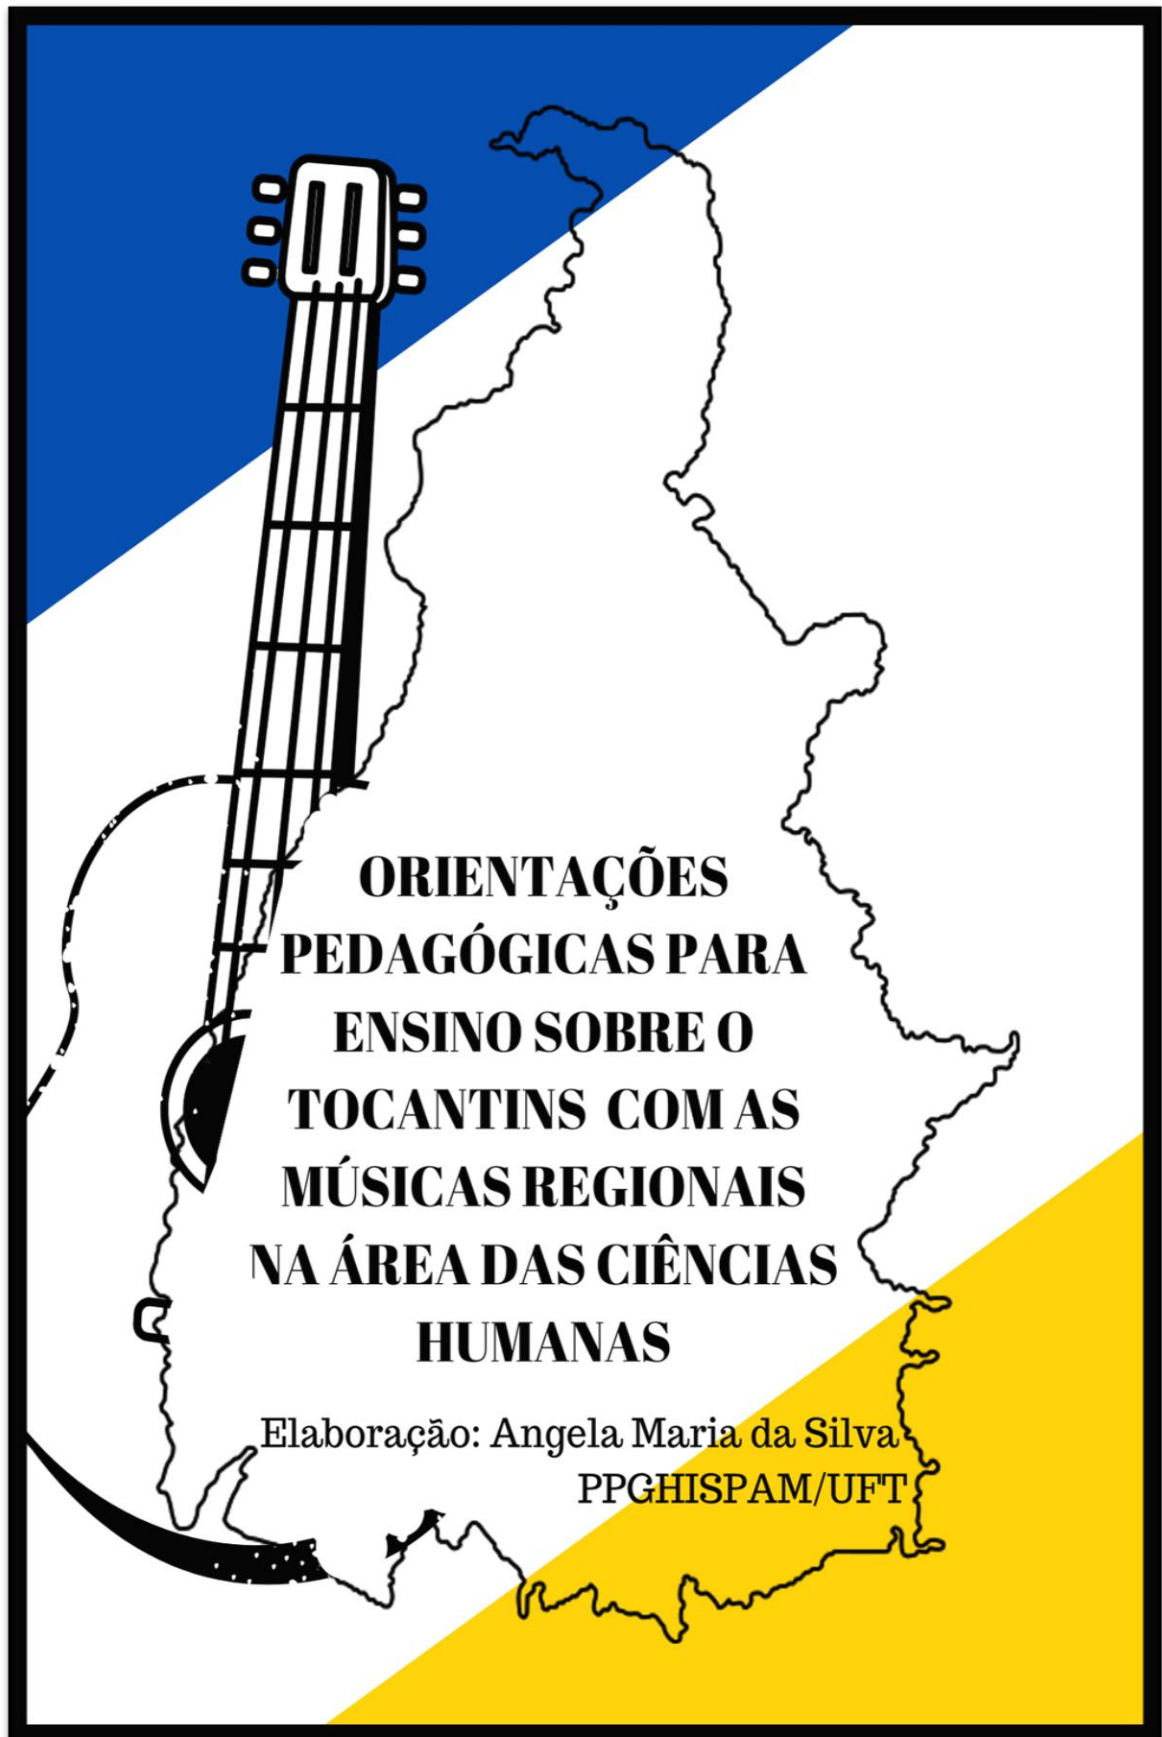 ORIENTAÇÕES
PEDAGÓGICAS PARA
ENSINO SOBRE O
TOCANTINS COM AS
MÚSICAS REGIONAIS
NA ÁREA DAS CIÊNCIAS
HUMANAS
Elaboração: Angela Maria da Silva
PPGHISPAM/UFT